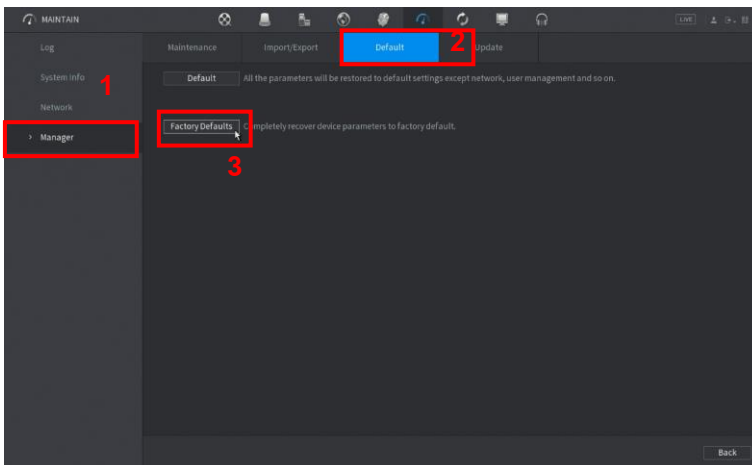 MAINTAIN
LIVE
Log
Maintenance
Import/Export
Default
2
Update
System Info
1
Default
All the parameters will be restored to default settings except network, user management and so on.
Network
Factory Defaults
Completely recover device parameters to factory default.
> Manager
3
Back